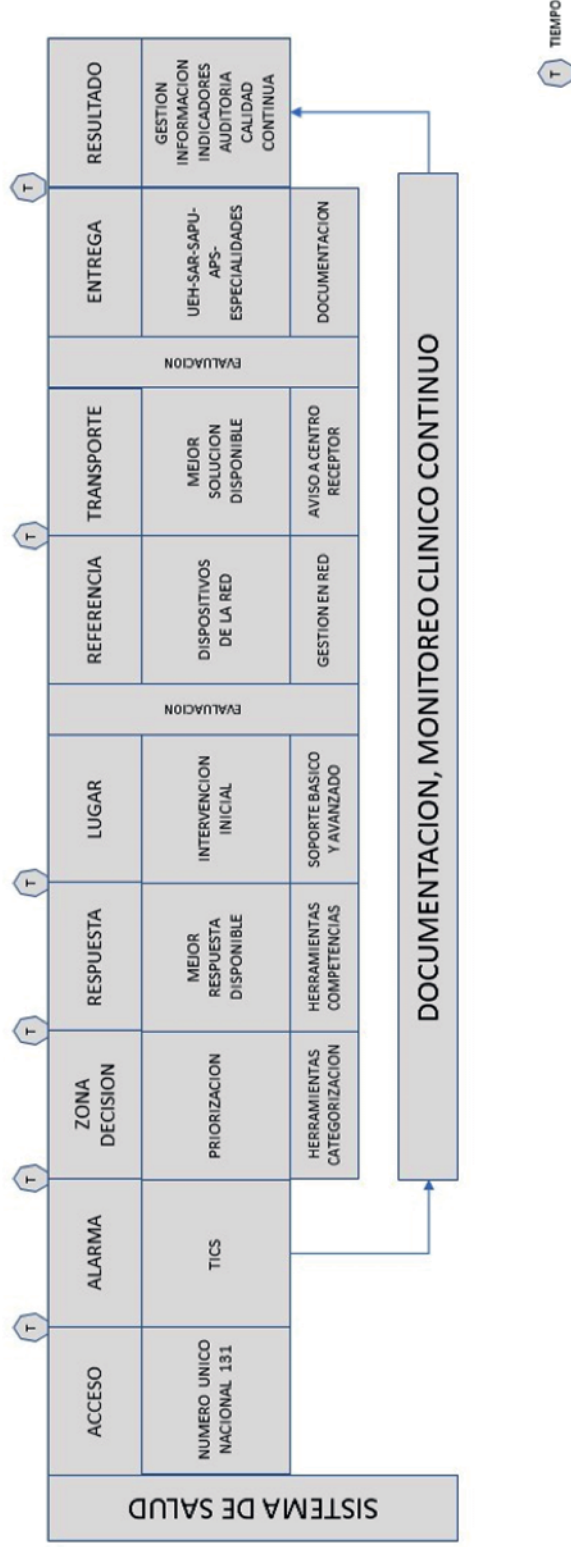 SISTEMA DE SALUD
ACCESO
NUMERO UNICO
NACIONAL 131
T
ALARMA
TICS
T
ZONA
DECISION
PRIORIZACION
HERRAMIENTAS
CATEGORIZACION
T
RESPUESTA
MEJOR
RESPUESTA
DISPONIBLE
HERRAMIENTAS
COMPETENCIAS
T
LUGAR
INTERVENCION
INICIAL
SOPORTE BASICO
Y AVANZADO
EVALUACION
REFERENCIA
DISPOSITIVOS
DE LA RED
GESTION EN RED
T
TRANSPORTE
MEJOR
SOLUCION
DISPONIBLE
AVISO A CENTRO
RECEPTOR
EVALUACION
ENTREGA
UEH-SAR-SAPU-
APS-
ESPECIALIDADES
DOCUMENTACION
T
RESULTADO
GESTION
INFORMACION
INDICADORES
AUDITORIA
CALIDAD
CONTINUA
DOCUMENTACION, MONITOREO CLINICO CONTINUO
T TIEMPO